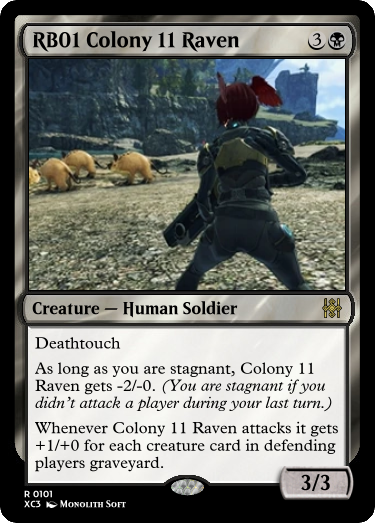 RB01 Colony 11 Raven 3
Creature — Human Soldier
Deathtouch
As long as you are stagnant, Colony 11
Raven gets -2/-0. (You are stagnant if you
didn't attack a player during your last turn.)
Whenever Colony 11 Raven attacks it gets
+1/+0 for each creature card in defending
players graveyard.
3/3
R 0101
XC3 Monolith Soft